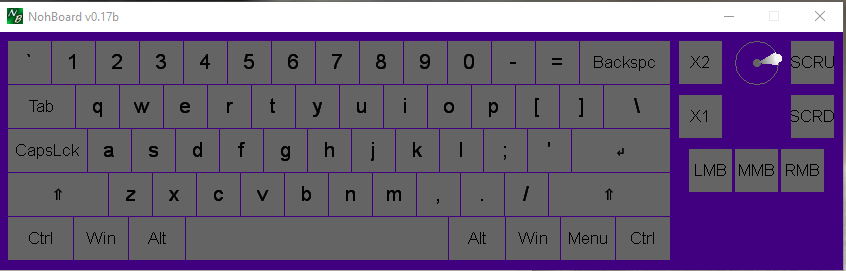 NohBoard v0.17b
` 1 2 3 4 5 6 7 8 9 0 - = Backspc X2 SCRU
Tab q w e r t y u i o p [ ] \ X1 SCRD
CapsLck a s d f g h j k l ; ' ↲
⇑ z x c v b n m , . / ⇑ LMB MMB RMB
Ctrl Win Alt Alt Win Menu Ctrl